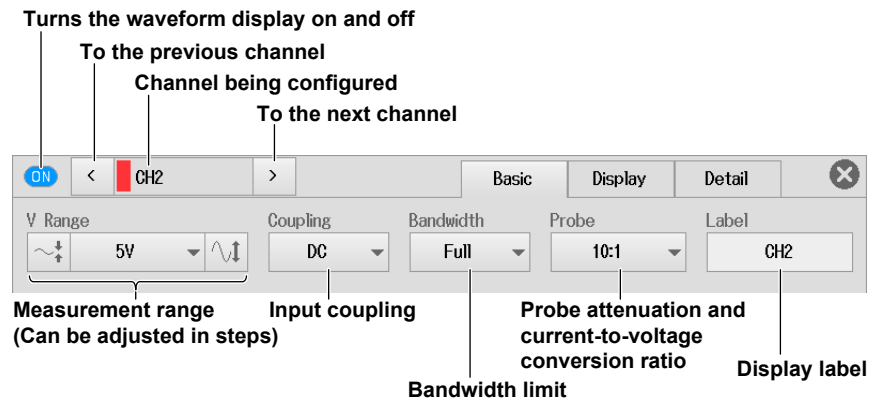 Turns the waveform display on and off
To the previous channel
Channel being configured
To the next channel
ON < CH2 > Basic Display Detail
V Range Coupling Bandwidth Probe Label
5V DC Full 10:1 CH2
Measurement range
(Can be adjusted in steps)
Input coupling
Probe attenuation and
current-to-voltage
conversion ratio
Display label
Bandwidth limit